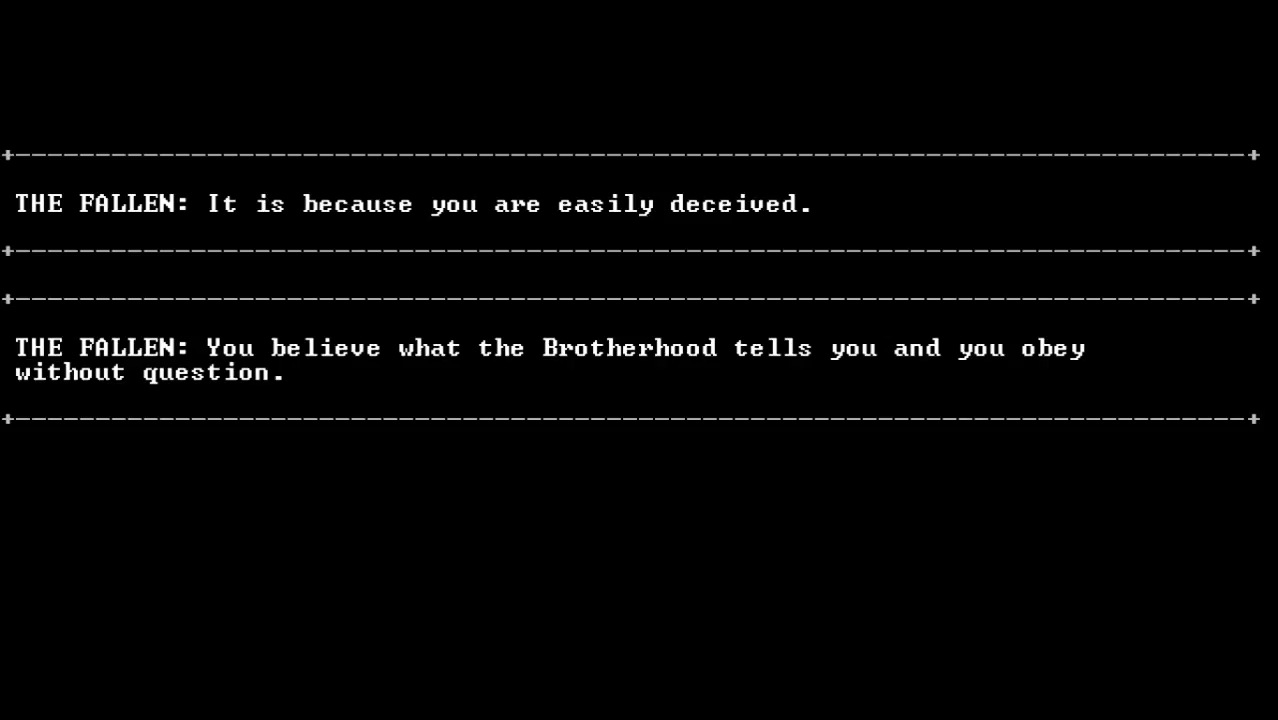 THE FALLEN: It is because you are easily deceived.
THE FALLEN: You believe what the Brotherhood tells you and you obey
without question.